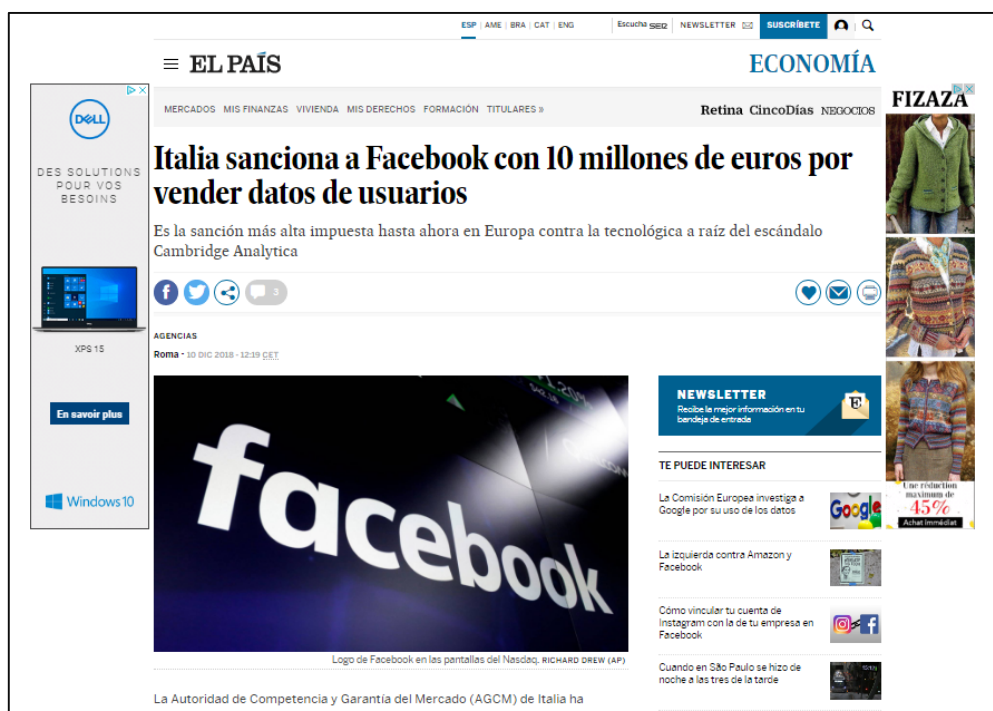 ESP | AME | BRA | CAT | ENG
Escucha SER
NEWSLETTER
SUSCRÍBETE
EL PAÍS
ECONOMÍA
MERCADOS MIS FINANZAS VIVIENDA MIS DERECHOS FORMACIÓN TITULARES »
Retina CincoDías NEGOCIOS
Italia sanciona a Facebook con 10 millones de euros por
vender datos de usuarios
Es la sanción más alta impuesta hasta ahora en Europa contra la tecnológica a raíz del escándalo
Cambridge Analytica
3
AGENCIAS
Roma - 10 DIC 2018 - 12:19 CET
facebook
Logo de Facebook en las pantallas del Nasdaq. RICHARD DREW (AP)
La Autoridad de Competencia y Garantía del Mercado (AGCM) de Italia ha
NEWSLETTER
Recibe la mejor información en tu
bandeja de entrada
E
TE PUEDE INTERESAR
La Comisión Europea investiga a
Google por su uso de los datos
Google
La izquierda contra Amazon y
Facebook
Cómo vincular tu cuenta de
Instagram con la de tu empresa en
Facebook
Cuando en São Paulo se hizo de
noche a las tres de la tarde
DELL
DES SOLUTIONS
POUR VOS
BESOINS
XPS 15
En savoir plus
Windows 10
FIZAZA
Une réduction
maximum de
45%
Achat immédiat